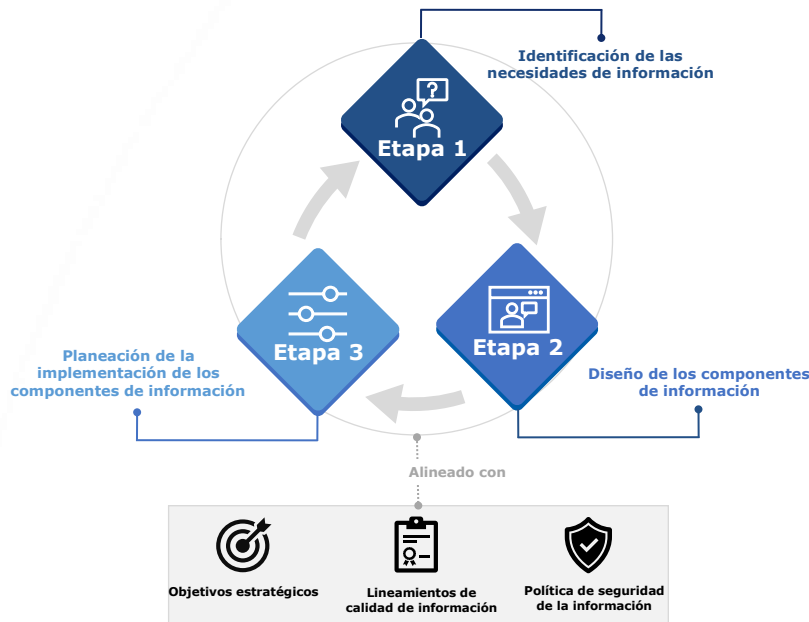 Identificación de las
necesidades de información
?
Etapa 1
Etapa 2
Etapa 3
Planeación de la
implementación de los
componentes de información
Diseño de los componentes
de información
Alineado con
Objetivos estratégicos
Lineamientos de
calidad de información
Política de seguridad
de la información